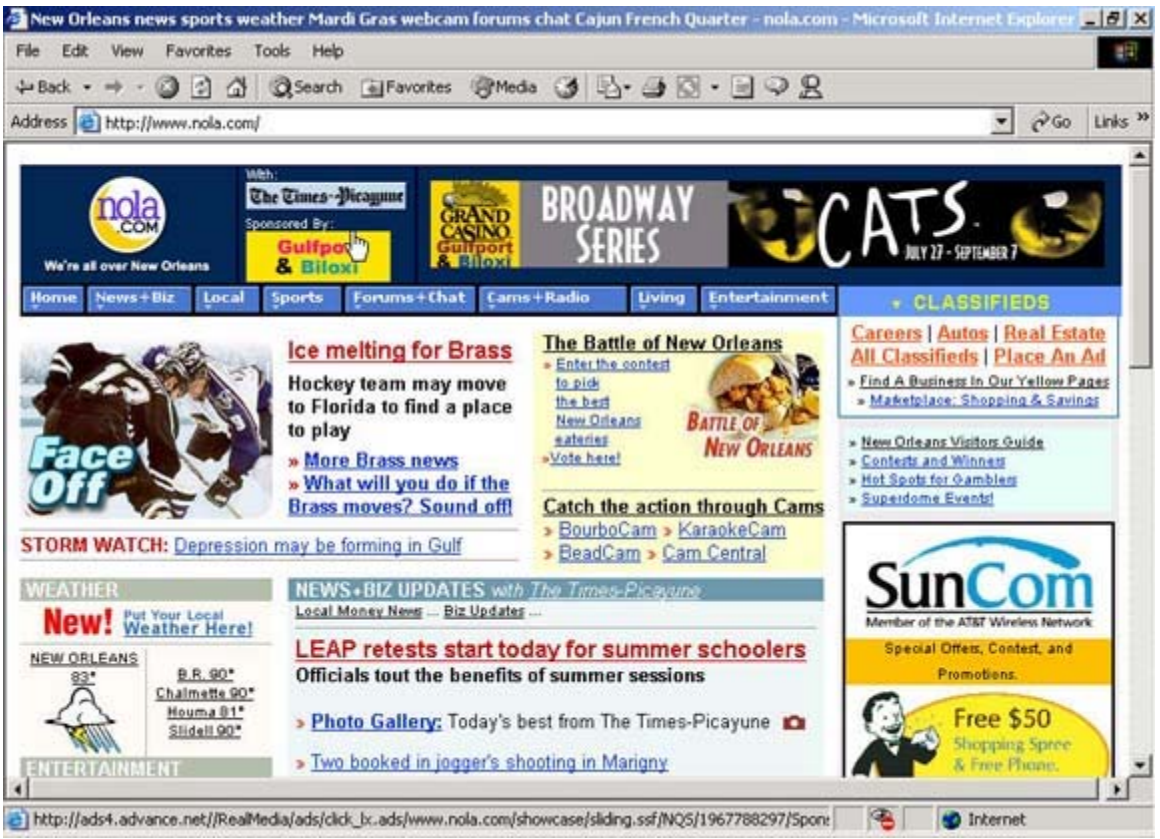 New Orleans news sports weather Mardi Gras webcam forums chat Cajun French Quarter - nola.com - Microsoft Internet Explorer
File Edit View Favorites Tools Help
Back Search Favorites Media
Address http://www.nola.com/ Go Links »
nola
.COM
We're all over New Orleans
With:
The Times-Picayune
Sponsored By:
Gulfpo
& Biloxi
GRAND
CASINO
Gulfport
& Biloxi
BROADWAY
SERIES
CATS
JULY 27 - SEPTEMBER 7
Home News+Biz Local Sports Forums+Chat Cams+Radio Living Entertainment
CLASSIFIEDS
Careers | Autos | Real Estate
All Classifieds | Place An Ad
» Find A Business In Our Yellow Pages
» Marketplace: Shopping & Savings
Face
Off
Ice melting for Brass
Hockey team may move
to Florida to find a place
to play
» More Brass news
» What will you do if the
Brass moves? Sound off!
The Battle of New Orleans
» Enter the contest
to pick
the best
New Orleans
eateries
»Vote here!
BATTLE OF
NEW ORLEANS
Catch the action through Cams
» BourboCam » KaraokeCam
» BeadCam » Cam Central
» New Orleans Visitors Guide
» Contests and Winners
» Hot Spots for Gamblers
» Superdome Events!
STORM WATCH: Depression may be forming in Gulf
WEATHER
New! Put Your Local
Weather Here!
NEW ORLEANS
83°
B.R. 90°
Chalmette 90°
Houma 81°
Slidell 90°
ENTERTAINMENT
NEWS+BIZ UPDATES with The Times-Picayune
Local Money News ... Biz Updates ...
LEAP retests start today for summer schoolers
Officials tout the benefits of summer sessions
» Photo Gallery: Today's best from The Times-Picayune
» Two booked in jogger's shooting in Marigny
SunCom
Member of the AT&T Wireless Network
Special Offers, Contest, and
Promotions.
Free $50
Shopping Spree
& Free Phone.
http://ads4.advance.net//RealMedia/ads/click_lx.ads/www.nola.com/showcase/sliding.ssf/NQS/1967788297/Spons
Internet